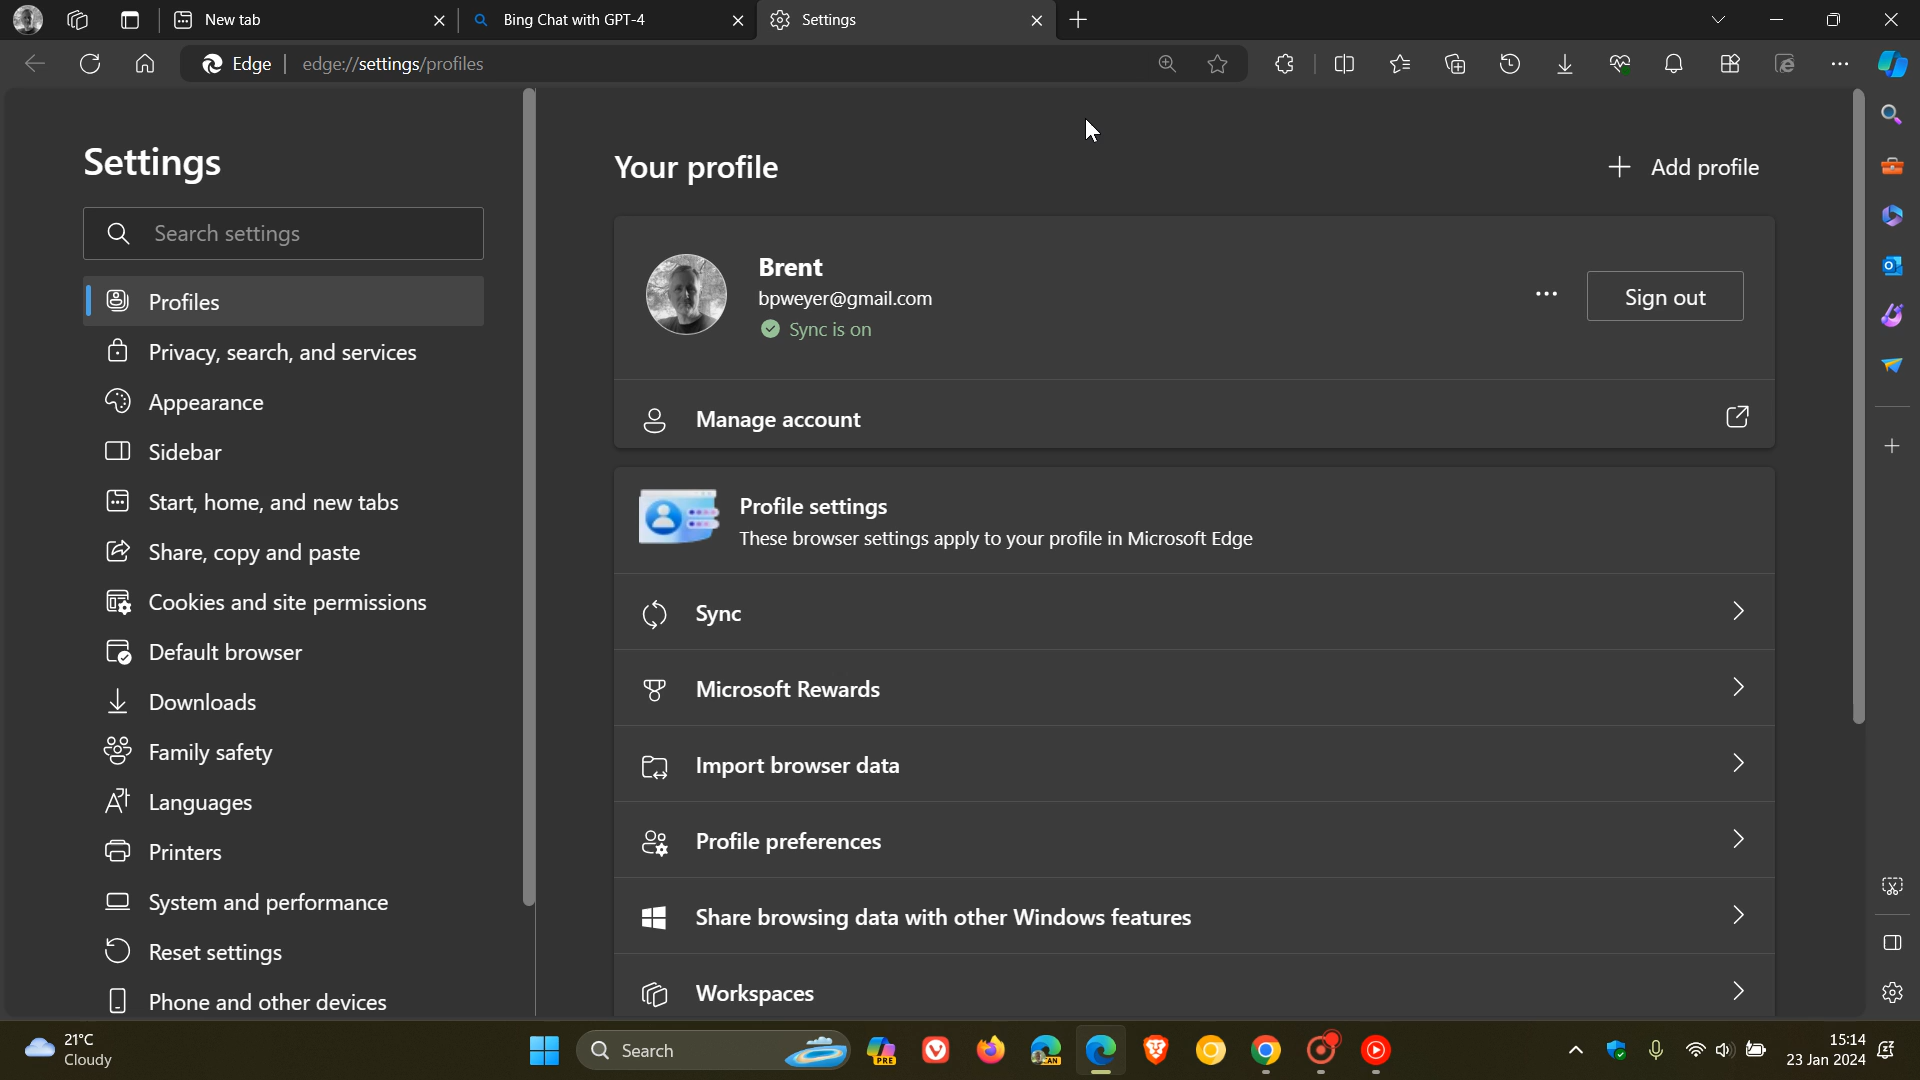 New tab
Bing Chat with GPT-4
Settings
Edge
edge://settings/profiles
Settings
Search settings
Profiles
Privacy, search, and services
Appearance
Sidebar
Start, home, and new tabs
Share, copy and paste
Cookies and site permissions
Default browser
Downloads
Family safety
Languages
Printers
System and performance
Reset settings
Phone and other devices
Your profile
Add profile
Brent
bpweyer@gmail.com
Sync is on
Sign out
Manage account
Profile settings
These browser settings apply to your profile in Microsoft Edge
Sync
Microsoft Rewards
Import browser data
Profile preferences
Share browsing data with other Windows features
Workspaces
21°C
Cloudy
Search
PRE
CAN
15:14
23 Jan 2024